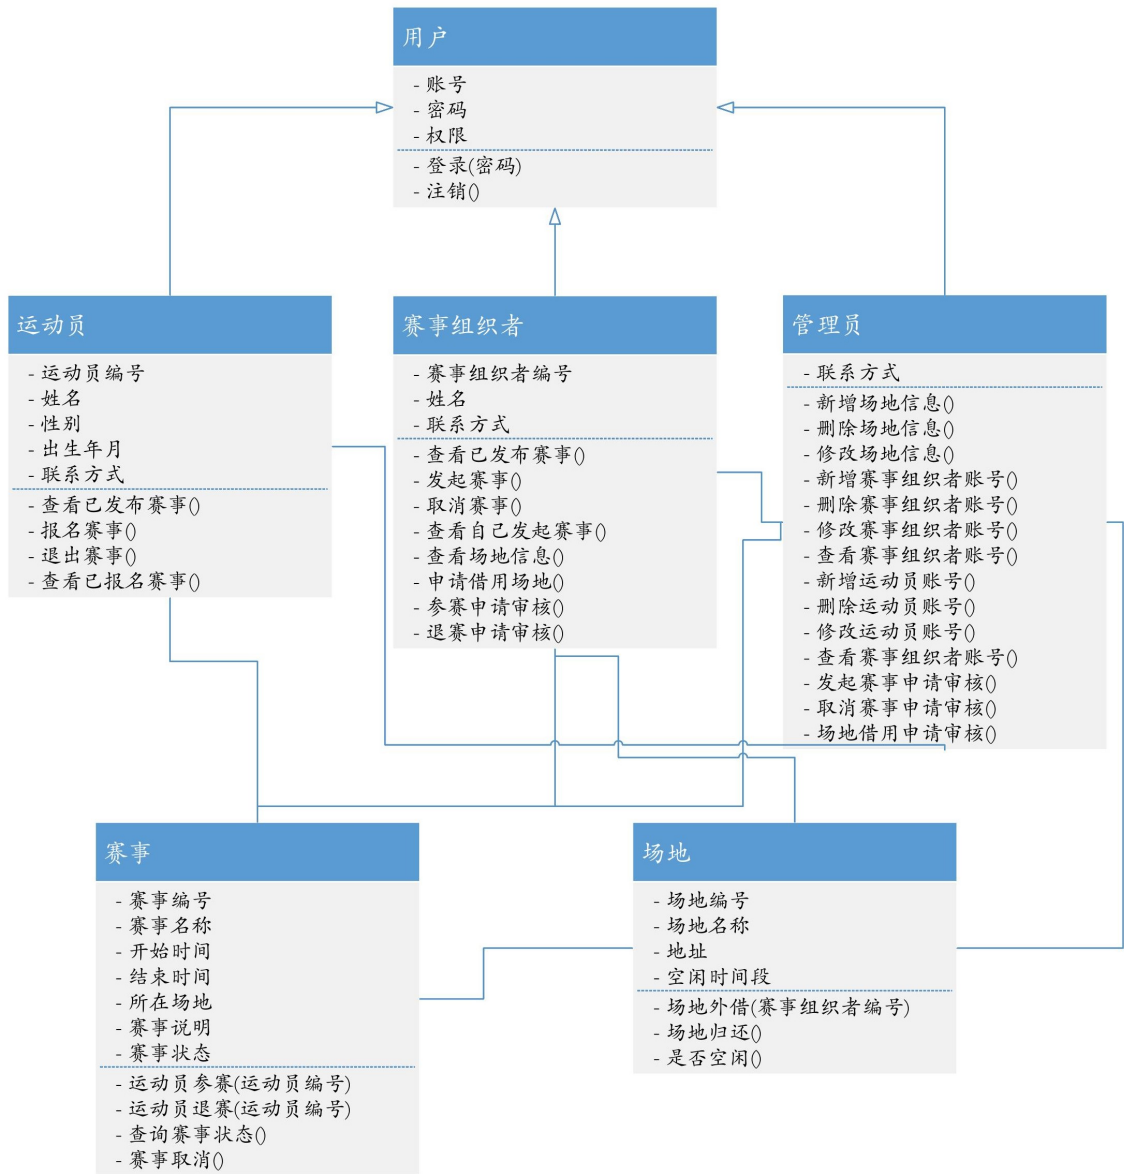 用户
- 账号
- 密码
- 权限
- 登录(密码)
- 注销()
运动员
- 运动员编号
- 姓名
- 性别
- 出生年月
- 联系方式
- 查看已发布赛事()
- 报名赛事()
- 退出赛事()
- 查看已报名赛事()
赛事组织者
- 赛事组织者编号
- 姓名
- 联系方式
- 查看已发布赛事()
- 发起赛事()
- 取消赛事()
- 查看自己发起赛事()
- 查看场地信息()
- 申请借用场地()
- 参赛申请审核()
- 退赛申请审核()
管理员
- 联系方式
- 新增场地信息()
- 删除场地信息()
- 修改场地信息()
- 新增赛事组织者账号()
- 删除赛事组织者账号()
- 修改赛事组织者账号()
- 查看赛事组织者账号()
- 新增运动员账号()
- 删除运动员账号()
- 修改运动员账号()
- 查看赛事组织者账号()
- 发起赛事申请审核()
- 取消赛事申请审核()
- 场地借用申请审核()
赛事
- 赛事编号
- 赛事名称
- 开始时间
- 结束时间
- 所在场地
- 赛事说明
- 赛事状态
- 运动员参赛(运动员编号)
- 运动员退赛(运动员编号)
- 查询赛事状态()
- 赛事取消()
场地
- 场地编号
- 场地名称
- 地址
- 空闲时间段
- 场地外借(赛事组织者编号)
- 场地归还()
- 是否空闲()